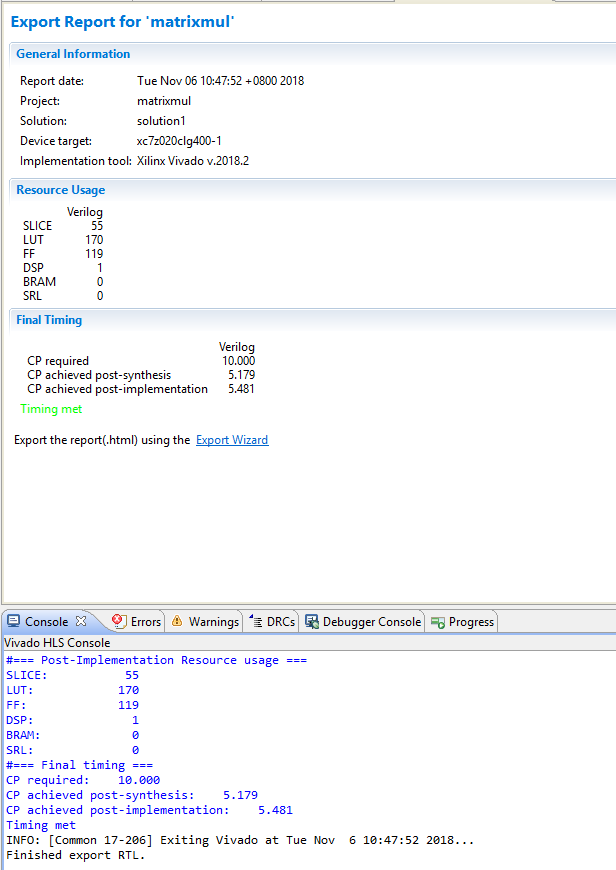 Export Report for 'matrixmul'
General Information
Report date: Tue Nov 06 10:47:52 +0800 2018
Project: matrixmul
Solution: solution1
Device target: xc7z020clg400-1
Implementation tool: Xilinx Vivado v.2018.2
Resource Usage
Verilog
SLICE 55
LUT 170
FF 119
DSP 1
BRAM 0
SRL 0
Final Timing
Verilog
CP required 10.000
CP achieved post-synthesis 5.179
CP achieved post-implementation 5.481
Timing met
Export the report(.html) using the Export Wizard
Console Errors Warnings DRCs Debugger Console Progress
Vivado HLS Console
#=== Post-Implementation Resource usage ===
SLICE: 55
LUT: 170
FF: 119
DSP: 1
BRAM: 0
SRL: 0
#=== Final timing ===
CP required: 10.000
CP achieved post-synthesis: 5.179
CP achieved post-implementation: 5.481
Timing met
INFO: [Common 17-206] Exiting Vivado at Tue Nov  6 10:47:52 2018...
Finished export RTL.